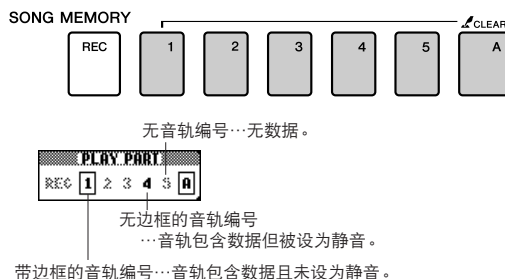 SONG MEMORY
CLEAR
REC 1 2 3 4 5 A
无音轨编号…无数据。
PLAY PART
REC 1 2 3 4 5 A
无边框的音轨编号
…音轨包含数据但被设为静音。
带边框的音轨编号…音轨包含数据且未设为静音。